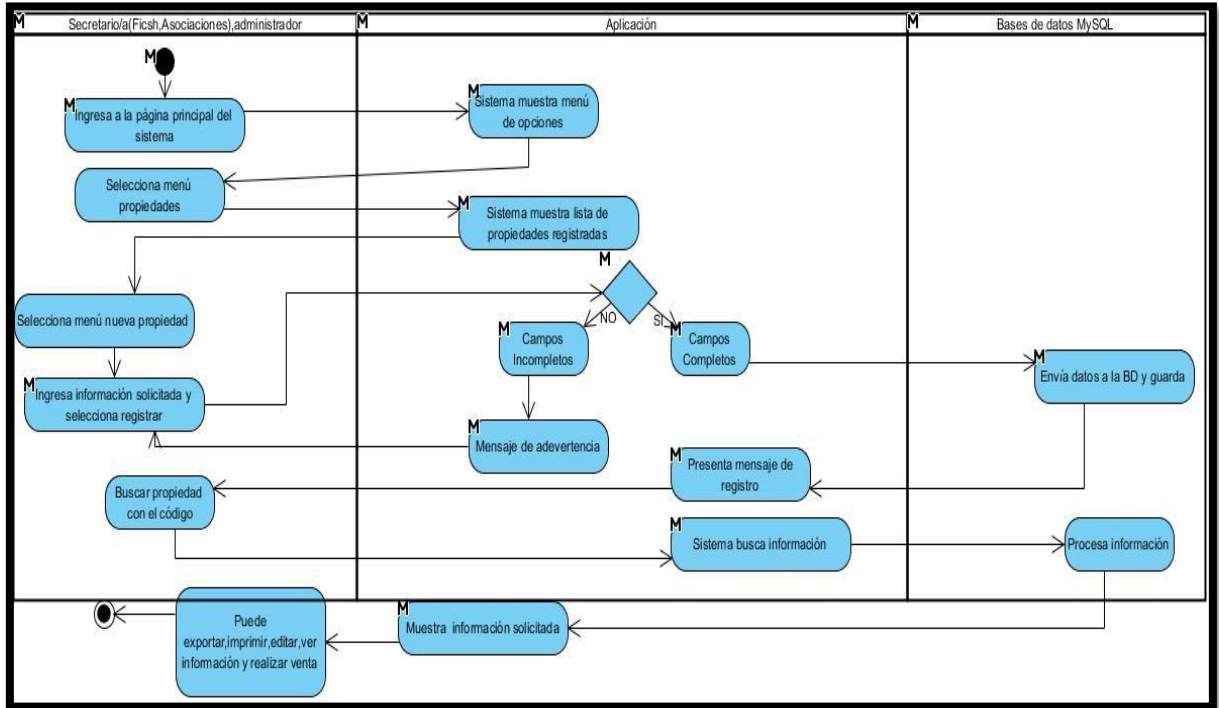 M
Secretario/a(Ficsh,Asociaciones),administrador
M
Aplicación
M
Bases de datos MySQL
M
M
Ingresa a la página principal del
sistema
M
Sistema muestra menú
de opciones
Selecciona menú
propiedades
M
Sistema muestra lista de
propiedades registradas
M
NO
SI
Selecciona menú nueva propiedad
M
Campos
Incompletos
M
Campos
Completos
M
Envía datos a la BD y guarda
M
Ingresa información solicitada y
selecciona registrar
M
Mensaje de adevertencia
M
Presenta mensaje de
registro
Buscar propiedad
con el código
M
Sistema busca información
Procesa información
M
Muestra información solicitada
Puede
exportar,imprimir,editar,ver
información y realizar venta